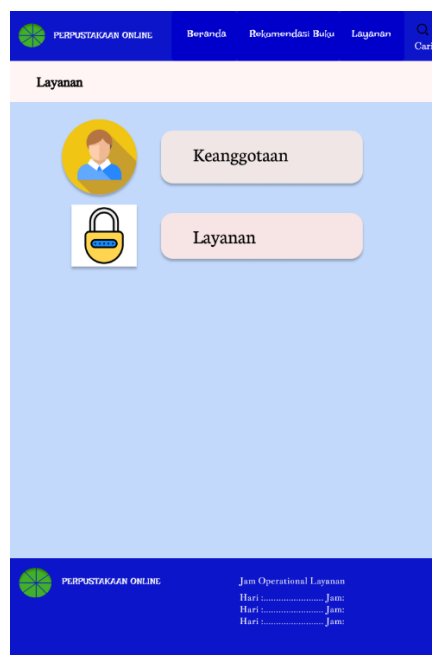 PERPUSTAKAAN ONLINE
Beranda
Rekomendasi Buku
Layanan
Cari
Layanan
Keanggotaan
Layanan
PERPUSTAKAAN ONLINE
Jam Operational Layanan
Hari :........................ Jam:
Hari :........................ Jam:
Hari :........................ Jam: